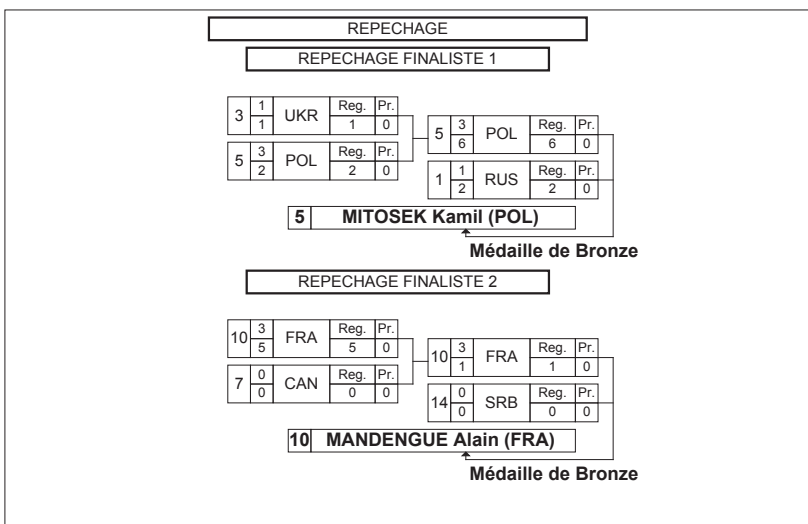 REPECHAGE
REPECHAGE FINALISTE 1
3 1 UKR Reg. Pr.
1 1 0
5 3 POL Reg. Pr.
2 2 0
5 3 POL Reg. Pr.
6 6 0
1 1 RUS Reg. Pr.
2 2 0
5 MITOSEK Kamil (POL)
Médaille de Bronze
REPECHAGE FINALISTE 2
10 3 FRA Reg. Pr.
5 5 0
7 0 CAN Reg. Pr.
0 0 0
10 3 FRA Reg. Pr.
1 1 0
14 0 SRB Reg. Pr.
0 0 0
10 MANDENGUE Alain (FRA)
Médaille de Bronze